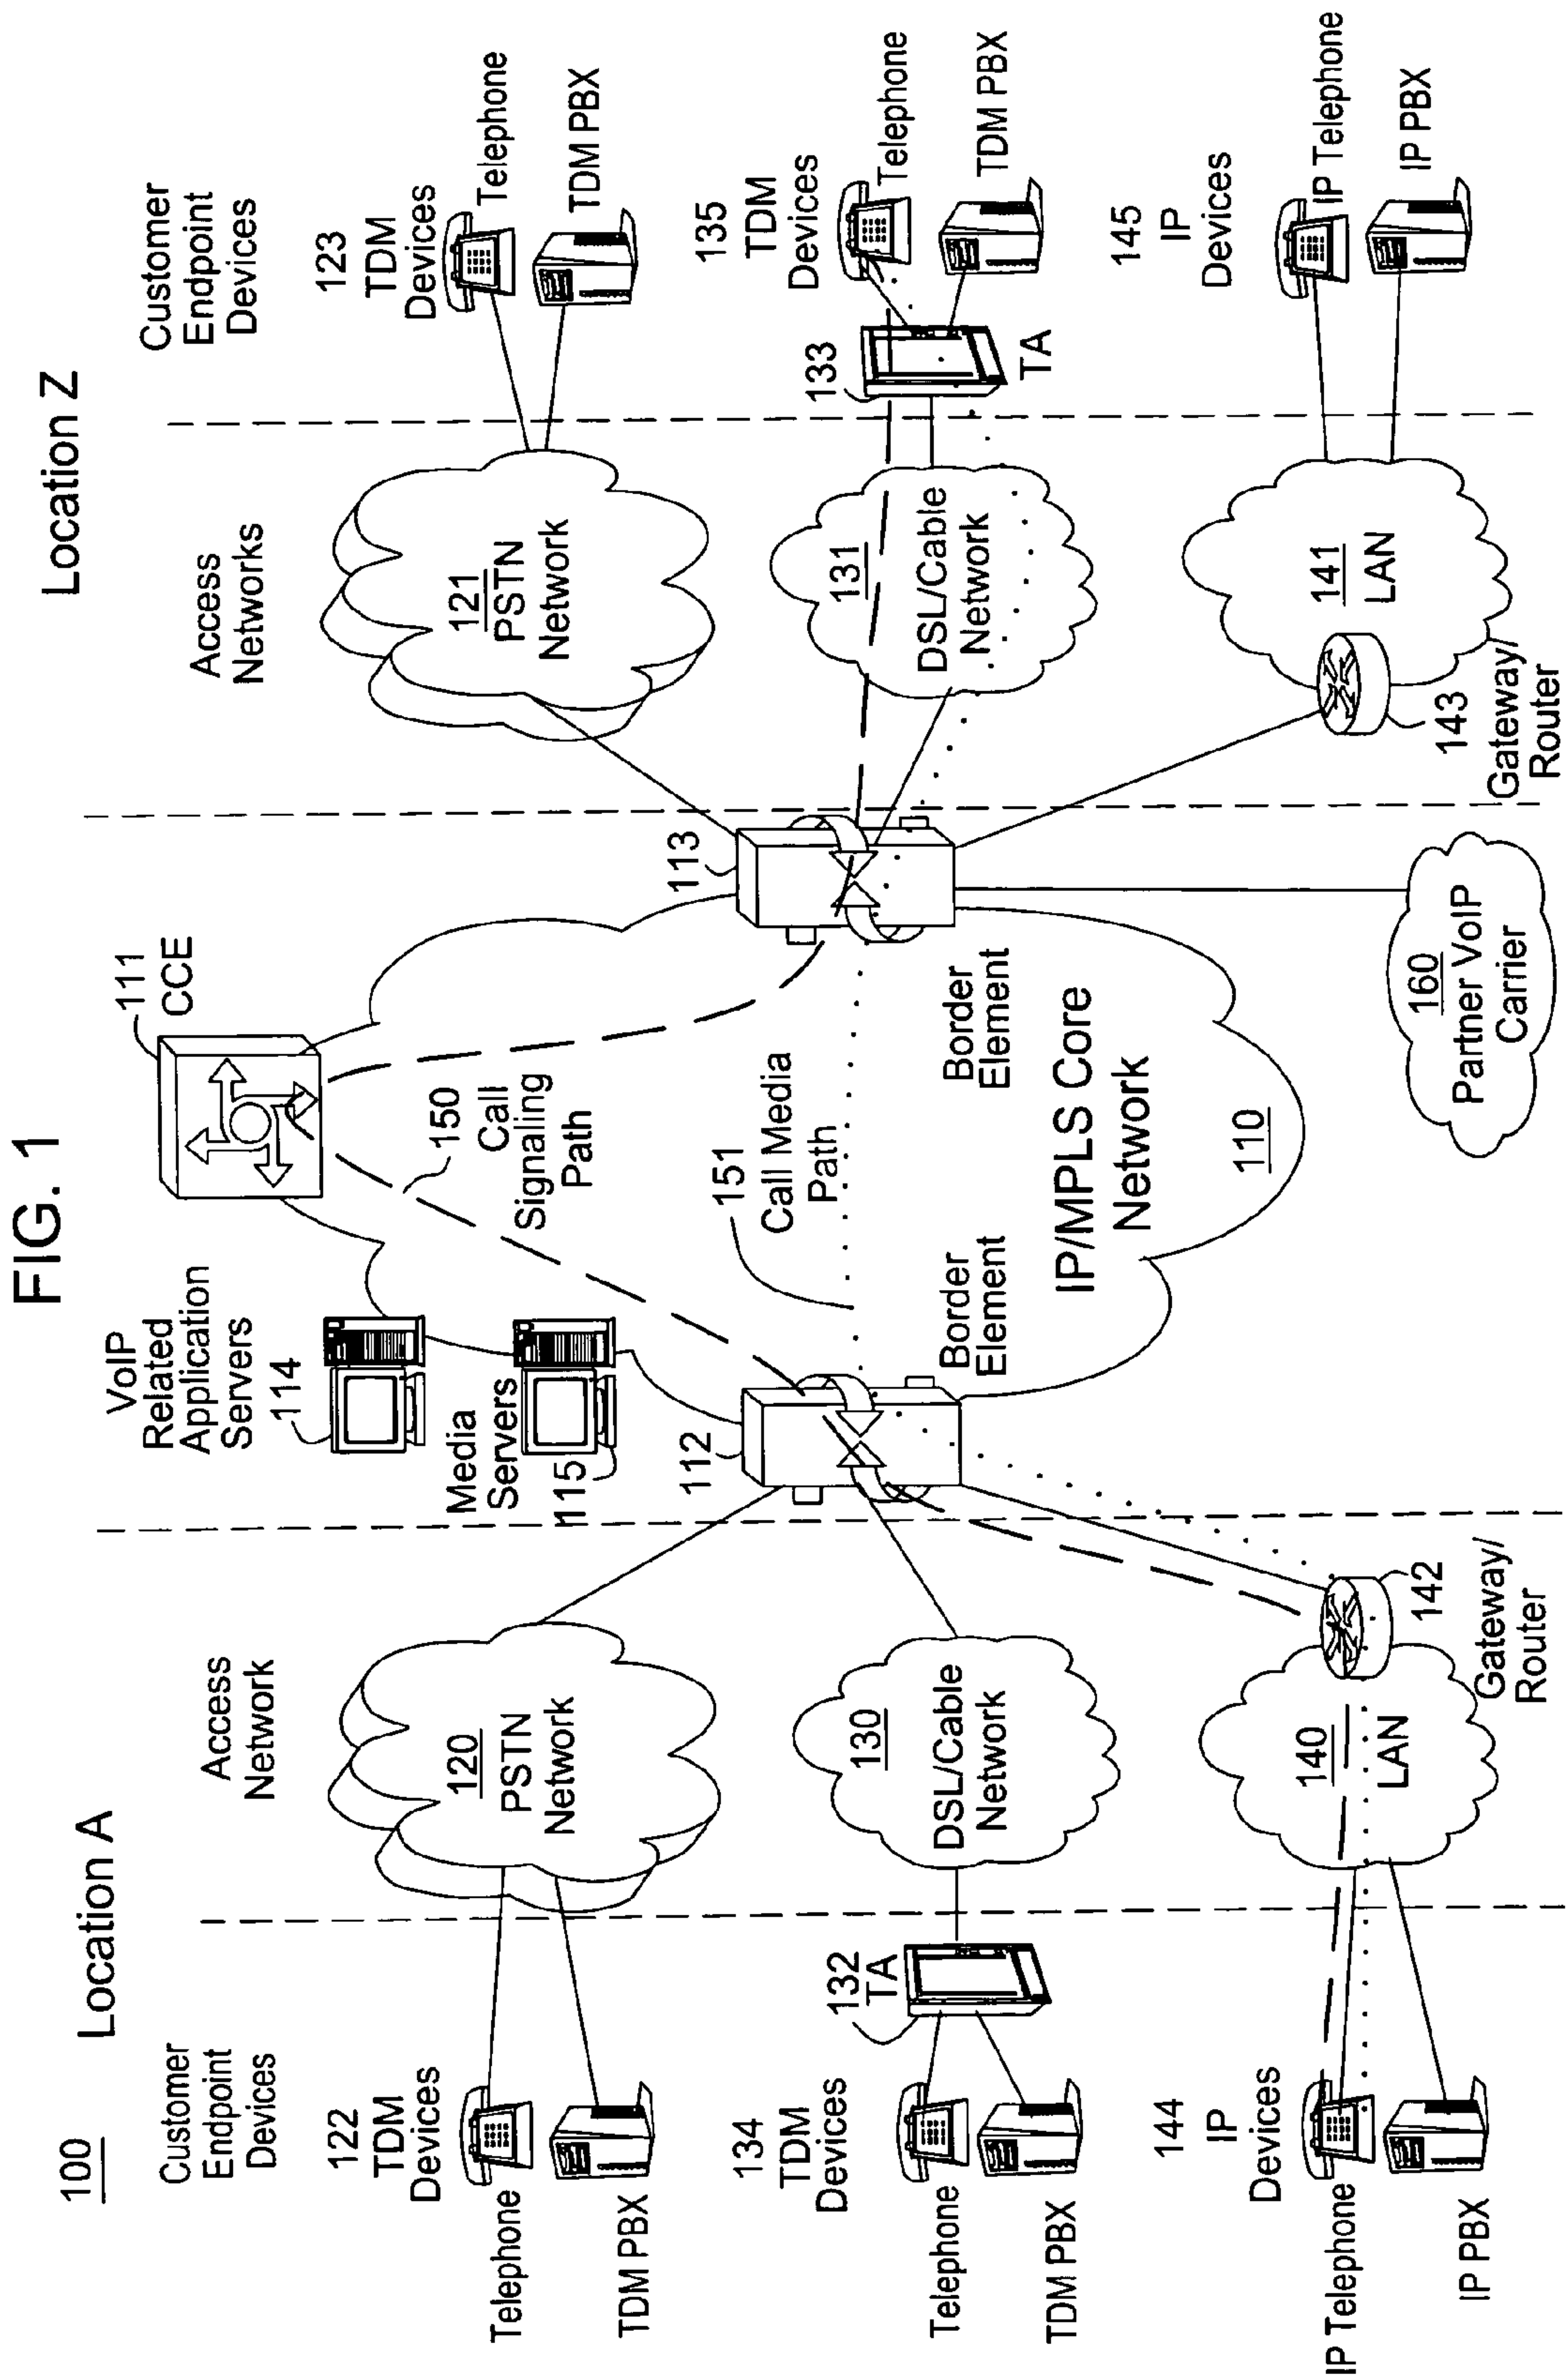 FIG. 1
100
Location A
Location Z
Customer
Endpoint
Devices
Access
Network
VoIP
Related
Application
Servers
114
Media
Servers
115
111
CCE
Access
Networks
Customer
Endpoint
Devices
122
TDM
Devices
Telephone
TDM PBX
120
PSTN
Network
112
150
Call
Signaling
Path
151
Call Media
Path
113
121
PSTN
Network
123
TDM
Devices
Telephone
TDM PBX
134
TDM
Devices
Telephone
TDM PBX
132
TA
130
DSL/Cable
Network
Border
Element
Border
Element
IP/MPLS Core
Network
110
131
DSL/Cable
Network
133
TA
135
TDM
Devices
Telephone
TDM PBX
144
IP
Devices
IP Telephone
IP PBX
140
LAN
142
Gateway/
Router
160
Partner VoIP
Carrier
143
Gateway/
Router
141
LAN
145
IP
Devices
IP Telephone
IP PBX